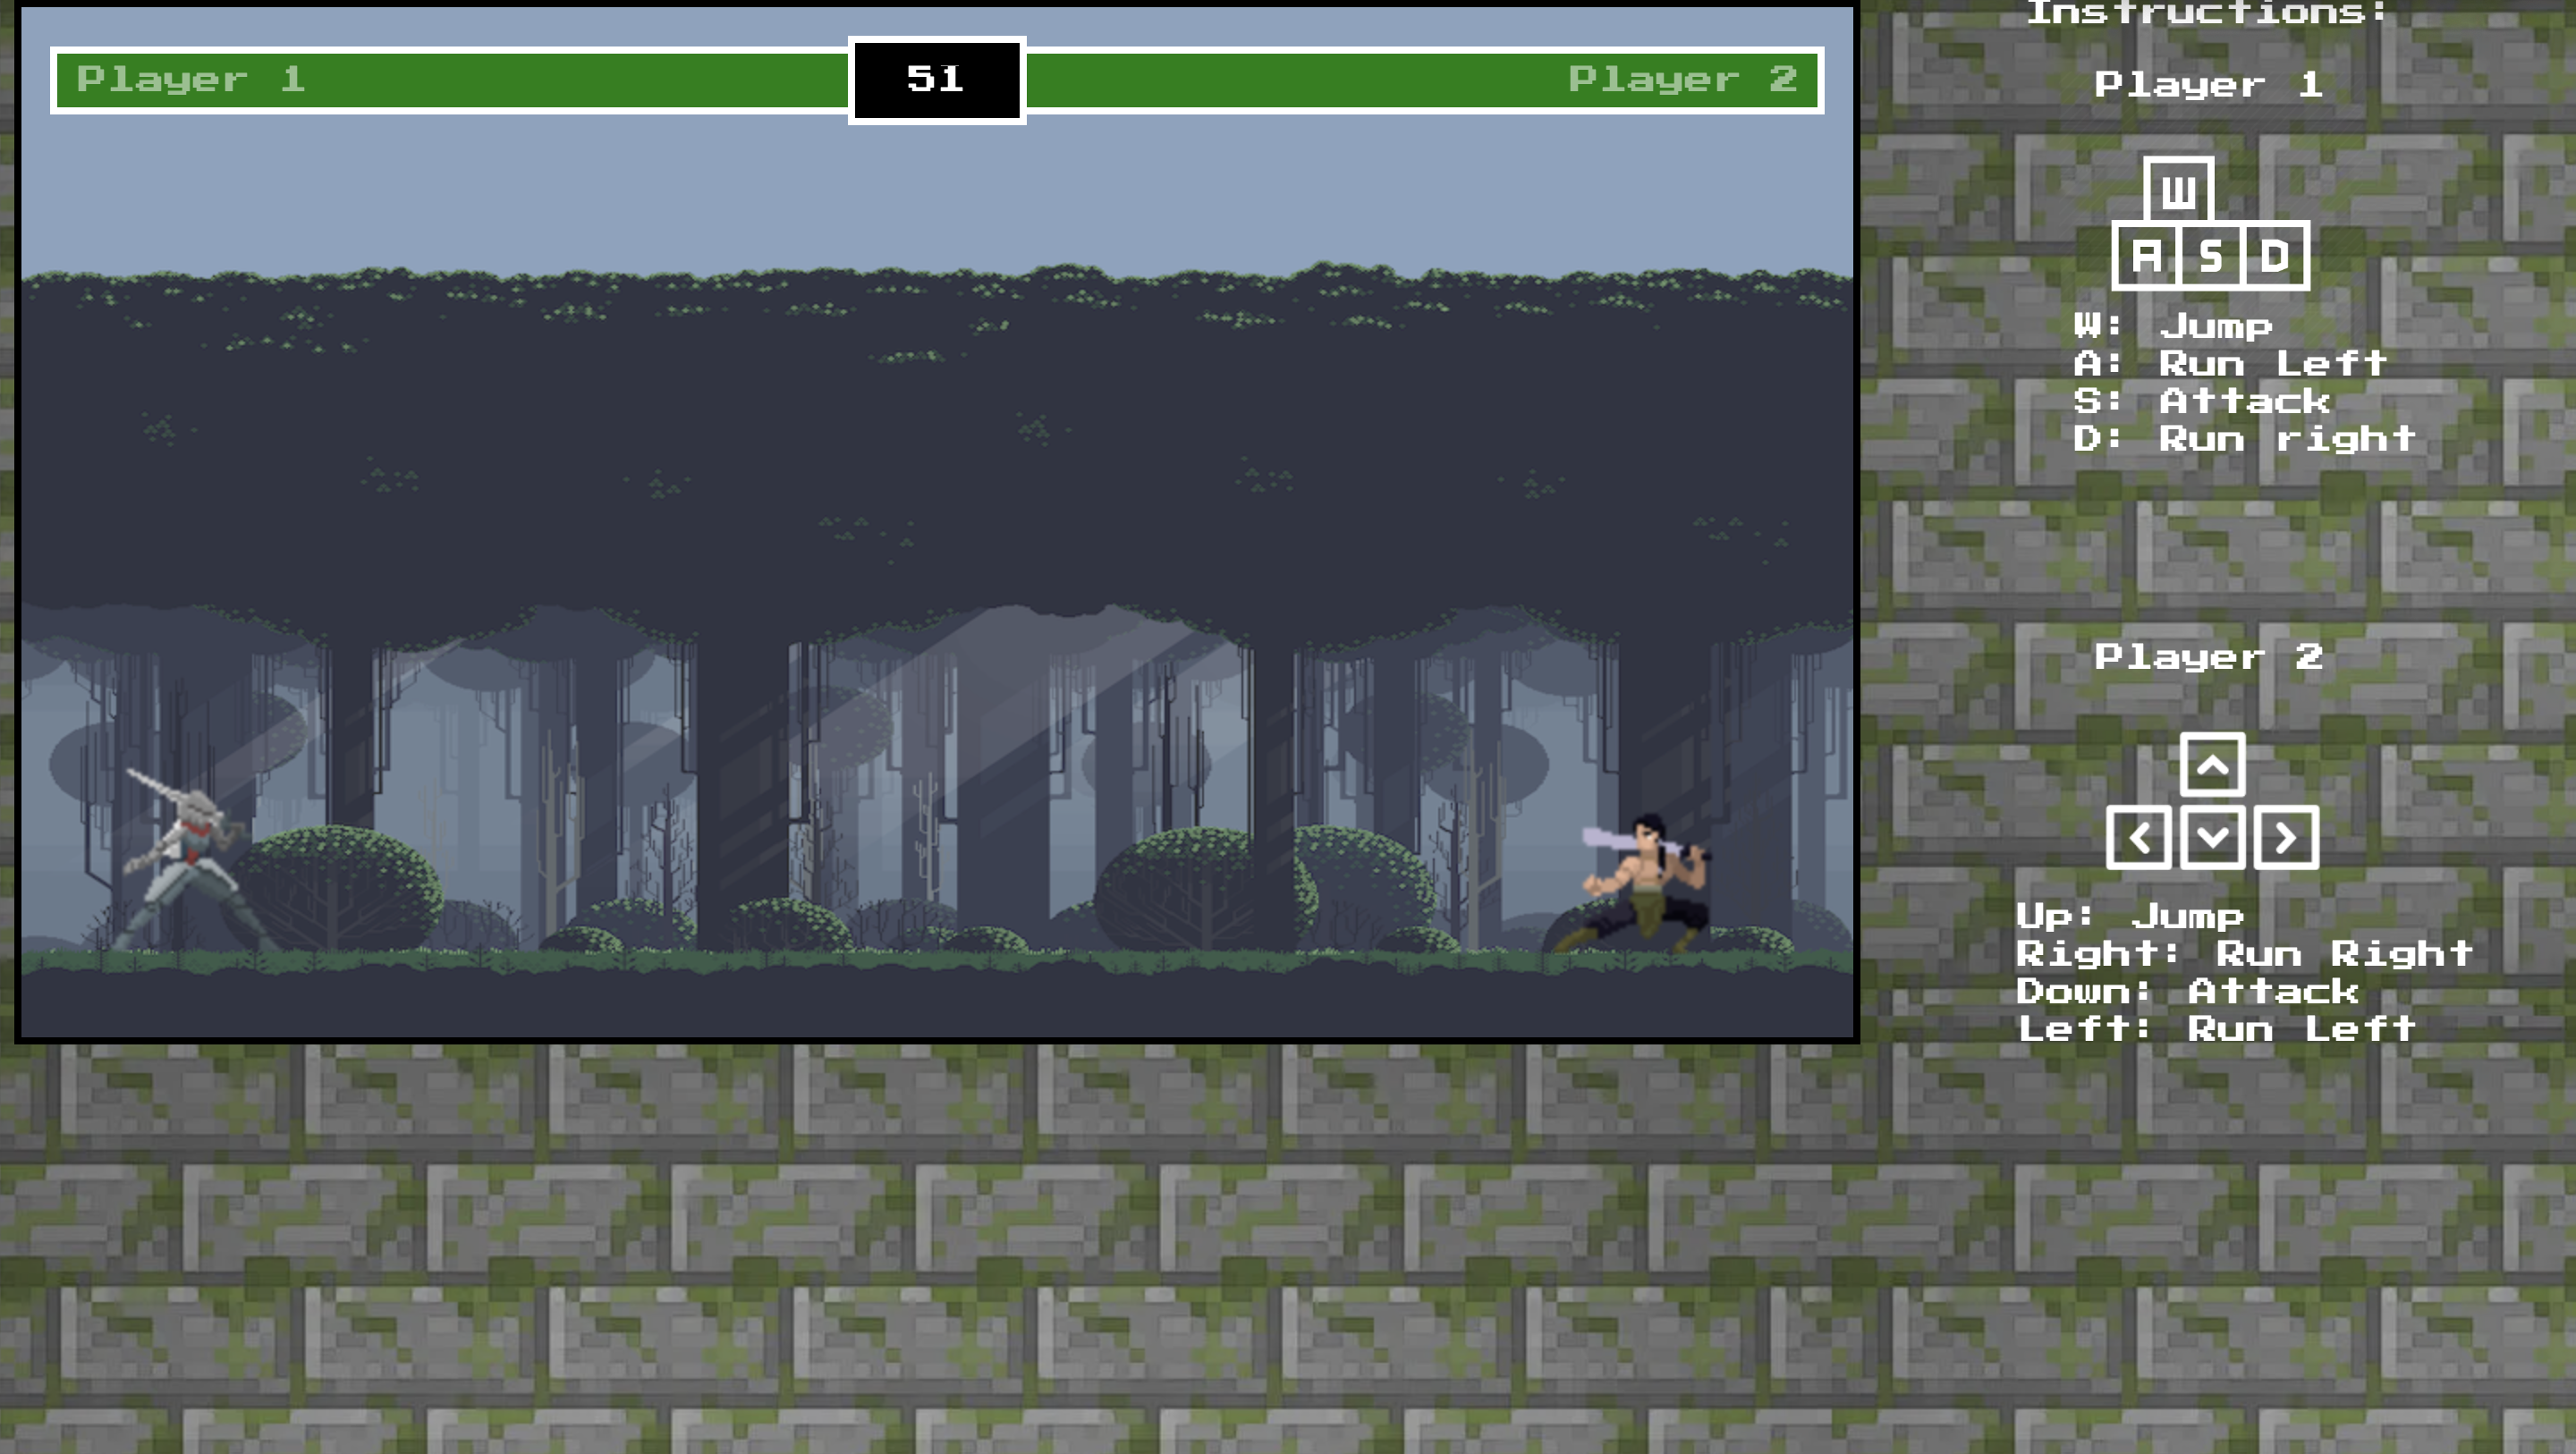 Player 1
51
Player 2
Instructions:
Player 1
W
A S D
W: Jump
A: Run Left
S: Attack
D: Run right
Player 2
Up: Jump
Right: Run Right
Down: Attack
Left: Run Left